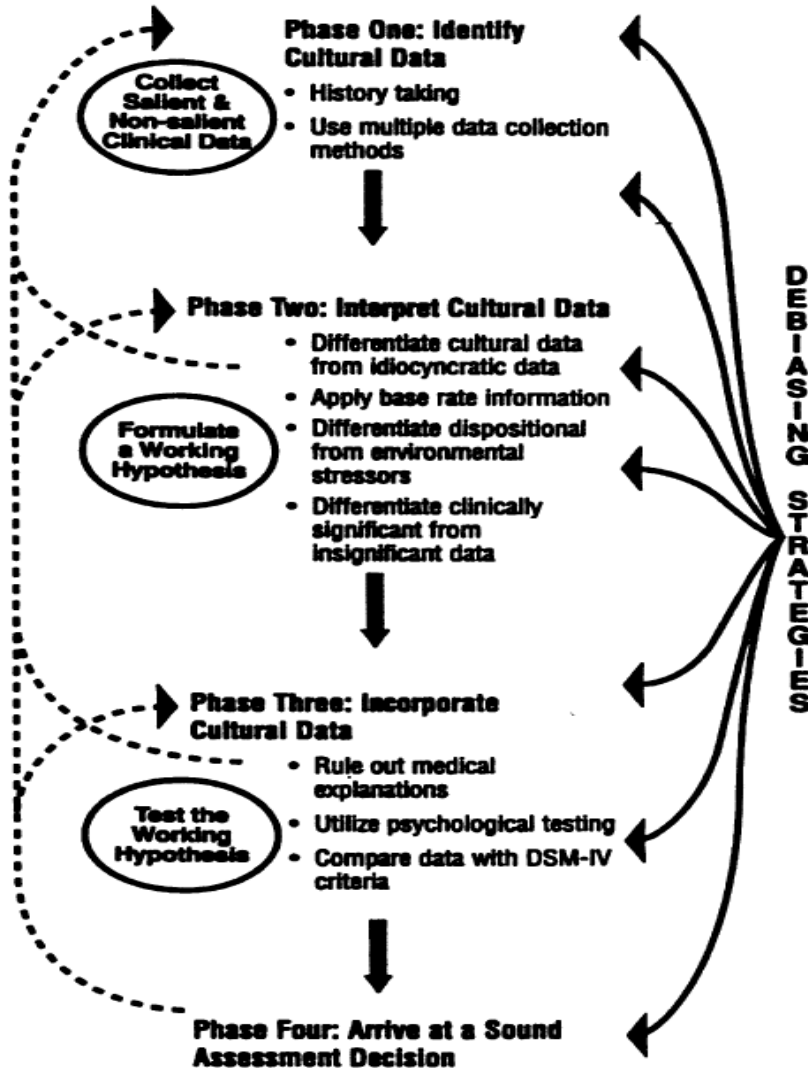 Phase One: Identify
Cultural Data
Collect
Salient &
Non-salient
Clinical Data
• History taking
• Use multiple data collection
methods
Phase Two: Interpret Cultural Data
• Differentiate cultural data
from idiocyncratic data
• Apply base rate information
• Differentiate dispositional
from environmental
stressors
• Differentiate clinically
significant from
insignificant data
Formulate
a Working
Hypothesis
Phase Three: Incorporate
Cultural Data
• Rule out medical
explanations
• Utilize psychological testing
• Compare data with DSM-IV
criteria
Test the
Working
Hypothesis
Phase Four: Arrive at a Sound
Assessment Decision
DEBIASING STRATEGIES